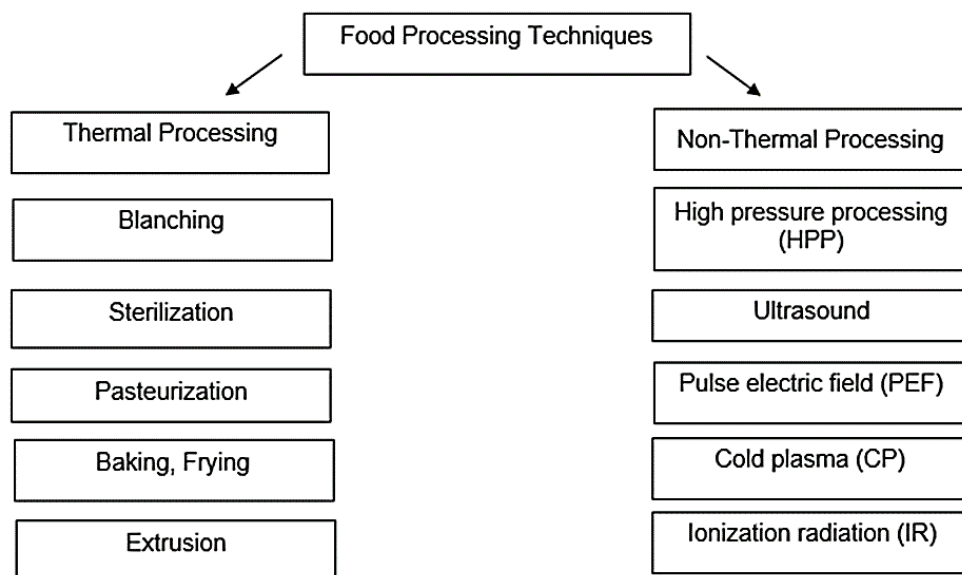 Food Processing Techniques
Thermal Processing
Blanching
Sterilization
Pasteurization
Baking, Frying
Extrusion
Non-Thermal Processing
High pressure processing
(HPP)
Ultrasound
Pulse electric field (PEF)
Cold plasma (CP)
Ionization radiation (IR)